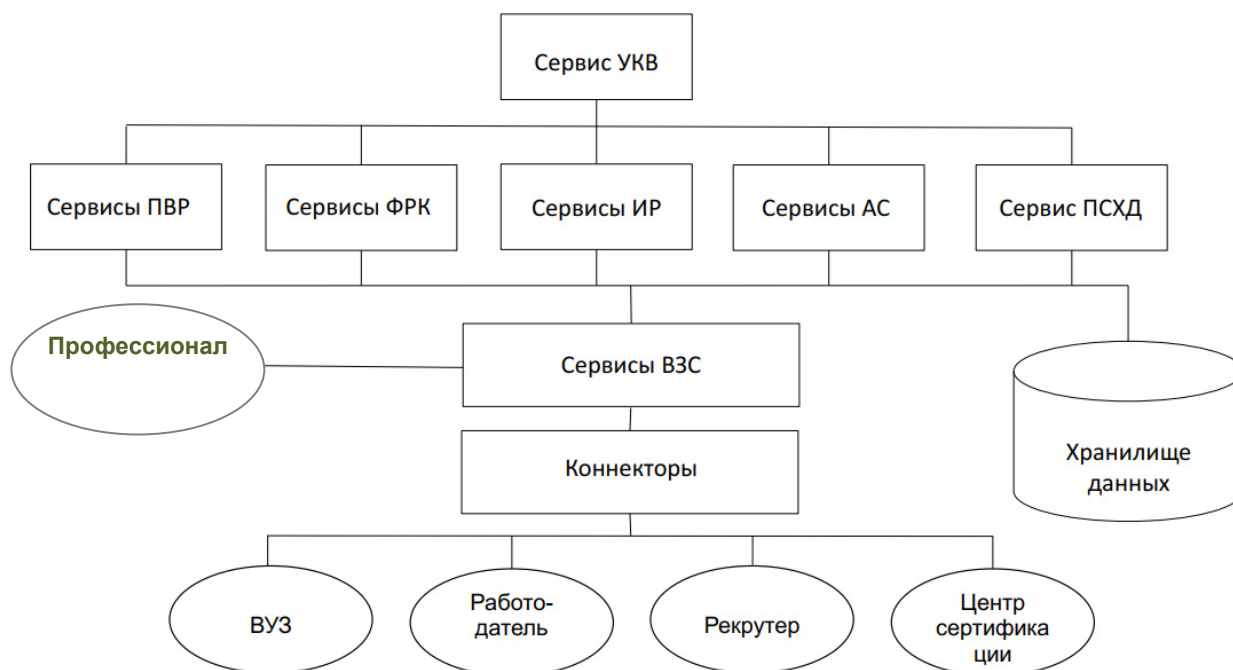 Сервис УКВ
Сервисы ПВР
Сервисы ФРК
Сервисы ИР
Сервисы АС
Сервис ПСХД
Профессионал
Сервисы ВЗС
Хранилище
данных
Коннекторы
ВУЗ
Работо-
датель
Рекрутер
Центр
сертифика
ции